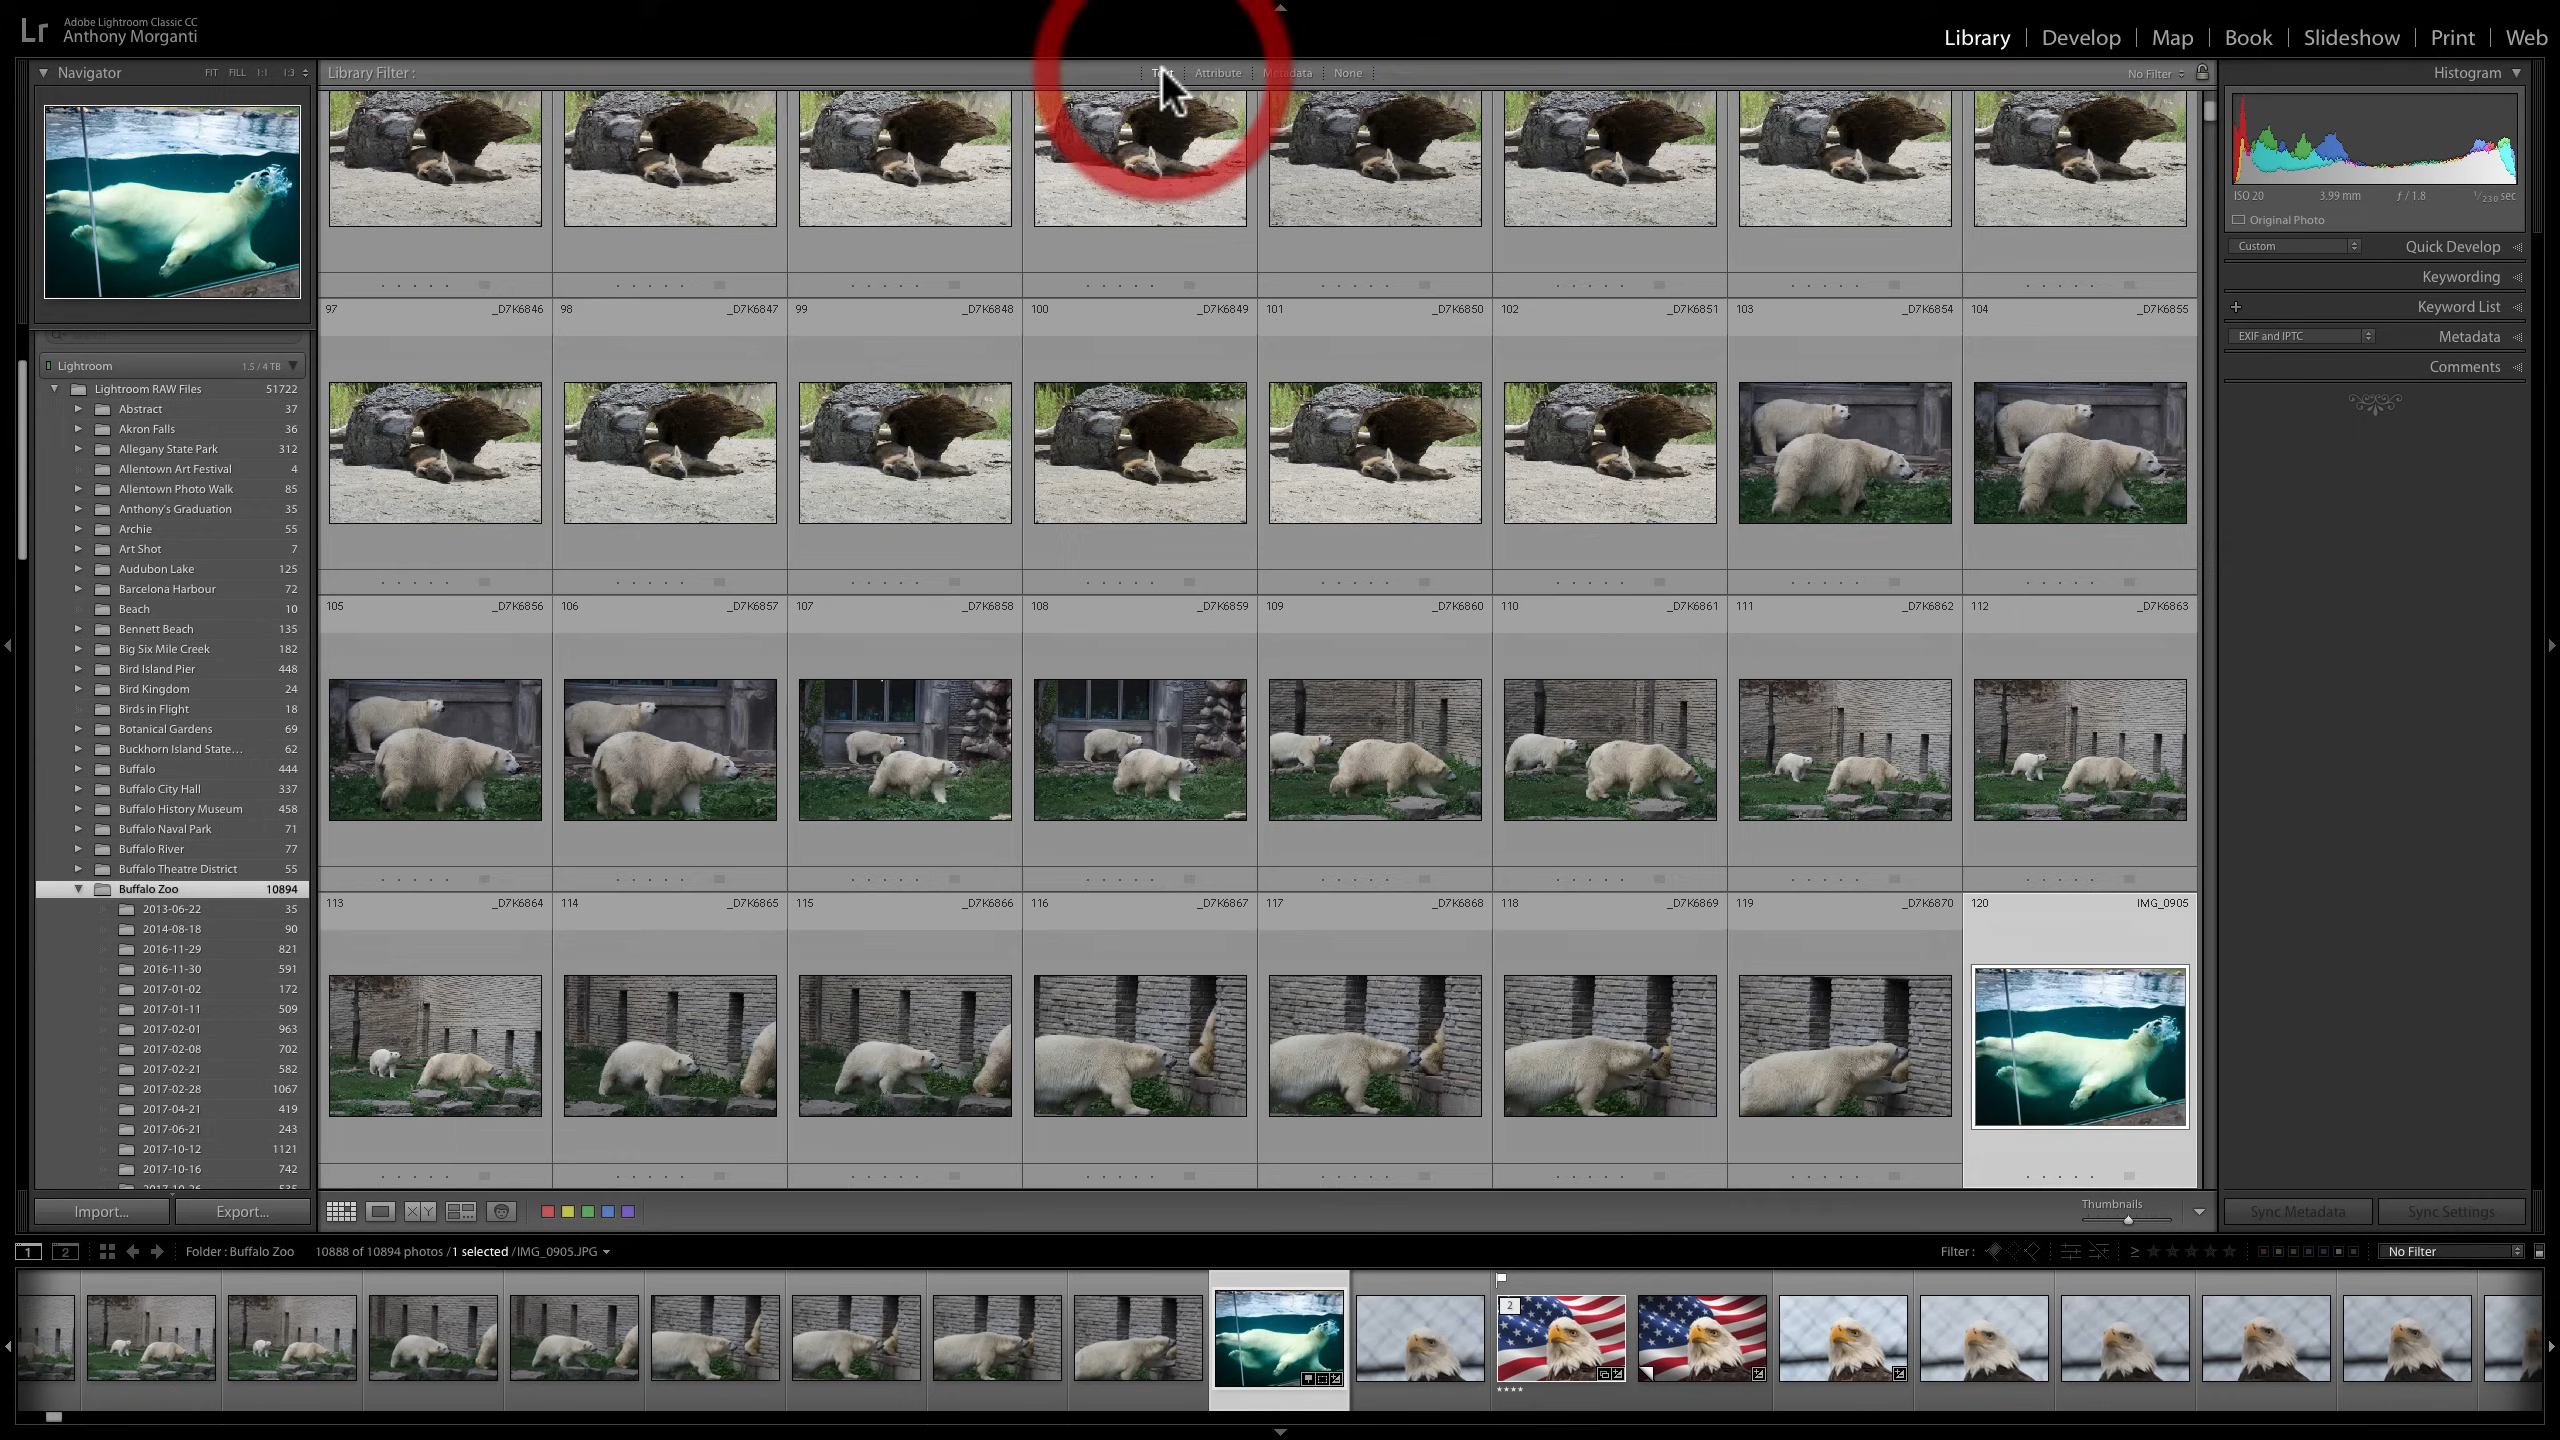 Lr
Adobe Lightroom Classic CC
Anthony Morganti
Library | Develop | Map | Book | Slideshow | Print | Web
Navigator FIT FILL 1:1 1:3
Library Filter : Text Attribute Metadata None No Filter
Histogram
ISO 20 3.99 mm ƒ / 1.8 1/230 sec
Original Photo
Custom Quick Develop
Keywording
Keyword List
EXIF and IPTC Metadata
Comments
Lightroom 1.5 / 4 TB
Lightroom RAW Files 51722
Abstract 37
Akron Falls 36
Allegany State Park 312
Allentown Art Festival 4
Allentown Photo Walk 85
Anthony's Graduation 35
Archie 55
Art Shot 7
Audubon Lake 125
Barcelona Harbour 72
Beach 10
Bennett Beach 135
Big Six Mile Creek 182
Bird Island Pier 448
Bird Kingdom 24
Birds in Flight 18
Botanical Gardens 69
Buckhorn Island State... 62
Buffalo 444
Buffalo City Hall 337
Buffalo History Museum 458
Buffalo Naval Park 71
Buffalo River 77
Buffalo Theatre District 55
Buffalo Zoo 10894
2013-06-22 35
2014-08-18 90
2016-11-29 821
2016-11-30 591
2017-01-02 172
2017-01-11 509
2017-02-01 963
2017-02-08 702
2017-02-21 582
2017-02-28 1067
2017-04-21 419
2017-06-21 243
2017-10-12 1121
2017-10-16 742
97 _D7K6846 98 _D7K6847 99 _D7K6848 100 _D7K6849 101 _D7K6850 102 _D7K6851 103 _D7K6854 104 _D7K6855
105 _D7K6856 106 _D7K6857 107 _D7K6858 108 _D7K6859 109 _D7K6860 110 _D7K6861 111 _D7K6862 112 _D7K6863
113 _D7K6864 114 _D7K6865 115 _D7K6866 116 _D7K6867 117 _D7K6868 118 _D7K6869 119 _D7K6870 120 IMG_0905
Import... Export...
X Y
Thumbnails
Sync Metadata Sync Settings
1 2 Folder : Buffalo Zoo 10888 of 10894 photos / 1 selected / IMG_0905.JPG Filter : ≥ No Filter
2